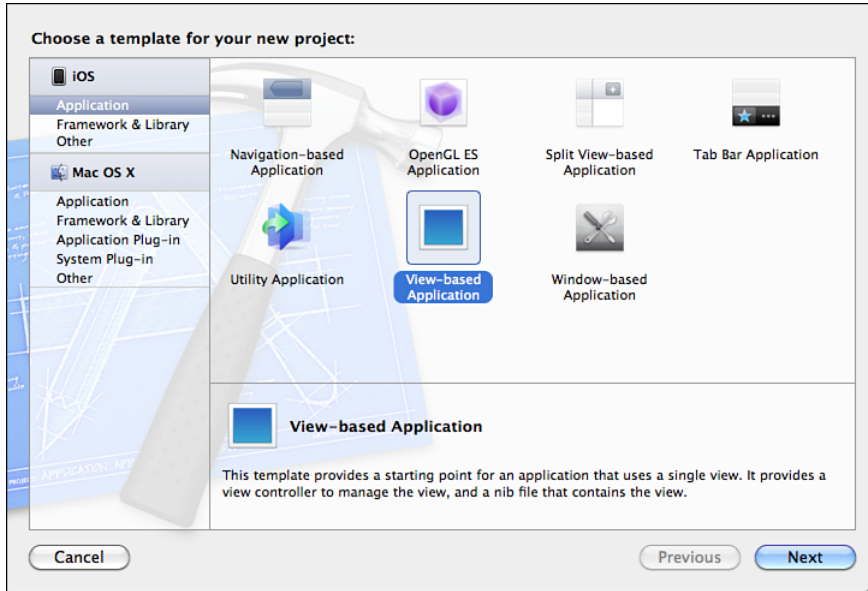 Choose a template for your new project:
iOS
Application
Framework & Library
Other
Mac OS X
Application
Framework & Library
Application Plug-in
System Plug-in
Other
Navigation-based
Application
OpenGL ES
Application
Split View-based
Application
Tab Bar Application
Utility Application
View-based
Application
Window-based
Application
View-based Application
This template provides a starting point for an application that uses a single view. It provides a
view controller to manage the view, and a nib file that contains the view.
Cancel
Previous
Next